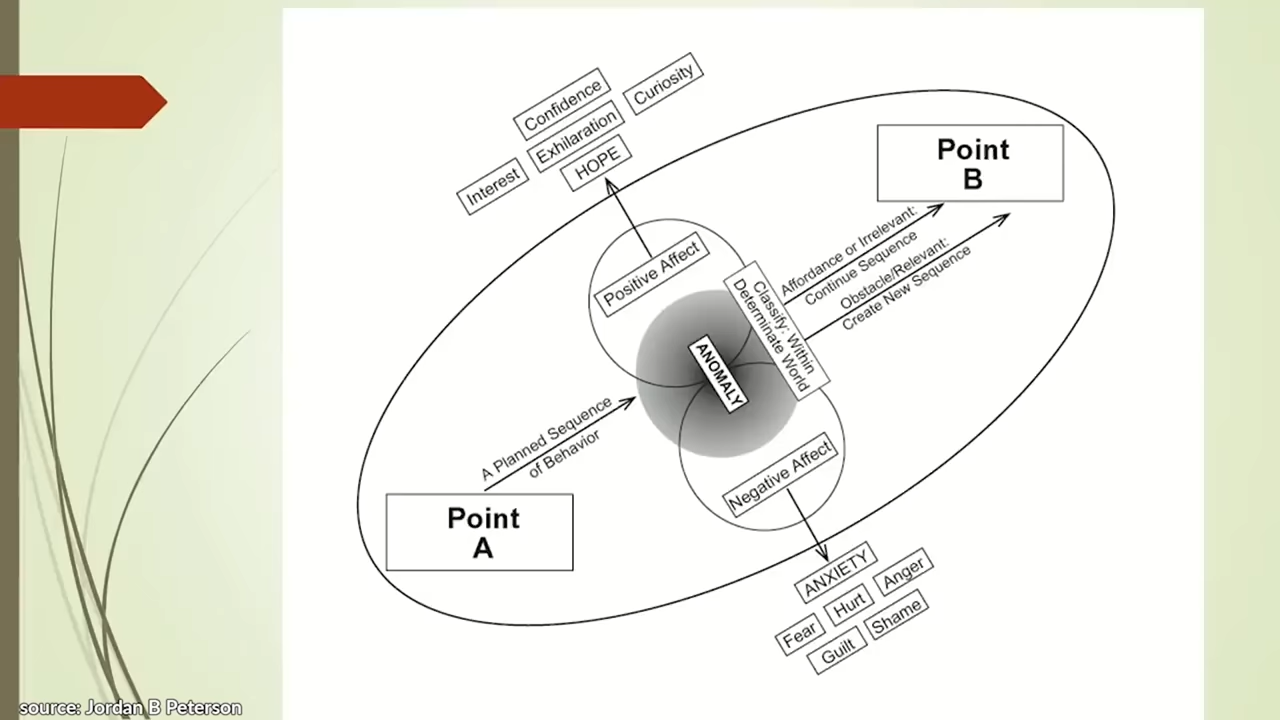 Confidence
Curiosity
Exhilaration
Interest
HOPE
Point
B
Positive Affect
Affordance or Irrelevant:
Continue Sequence
Obstacle/Relevant:
Create New Sequence
Classify: Within
Determinate World
ANOMALY
A Planned Sequence
of Behavior
Negative Affect
Point
A
ANXIETY
Anger
Hurt
Fear
Shame
Guilt
source: Jordan B Peterson